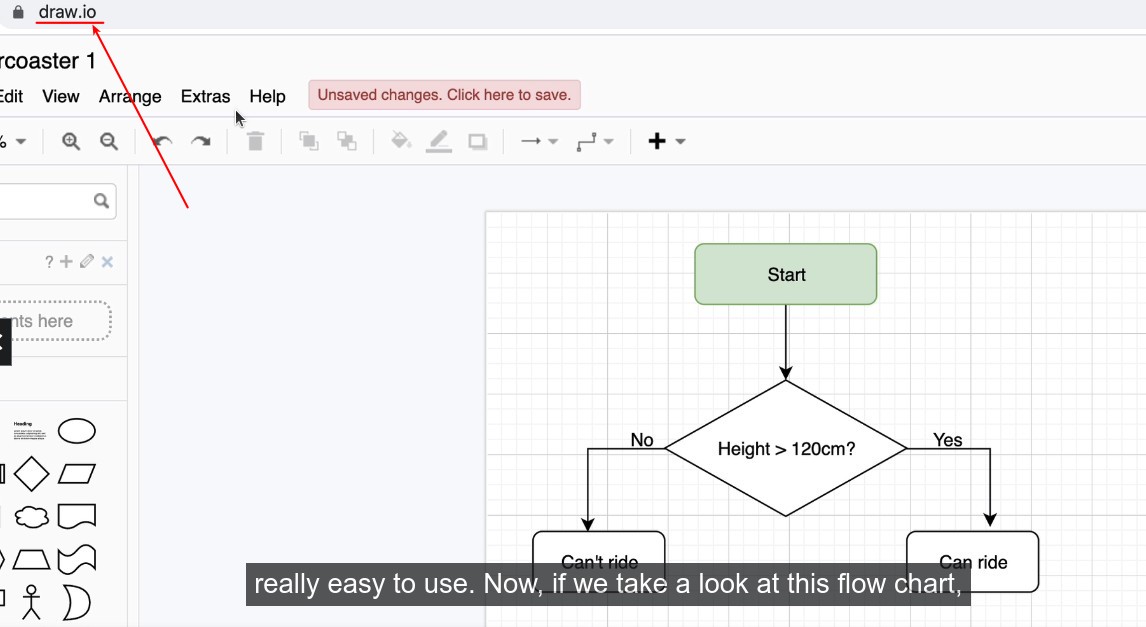 draw.io
rcoaster 1
Edit View Arrange Extras Help Unsaved changes. Click here to save.
%
?
nts here
Heading
Start
Height > 120cm?
No
Yes
Can't ride
Can ride
really easy to use. Now, if we take a look at this flow chart,